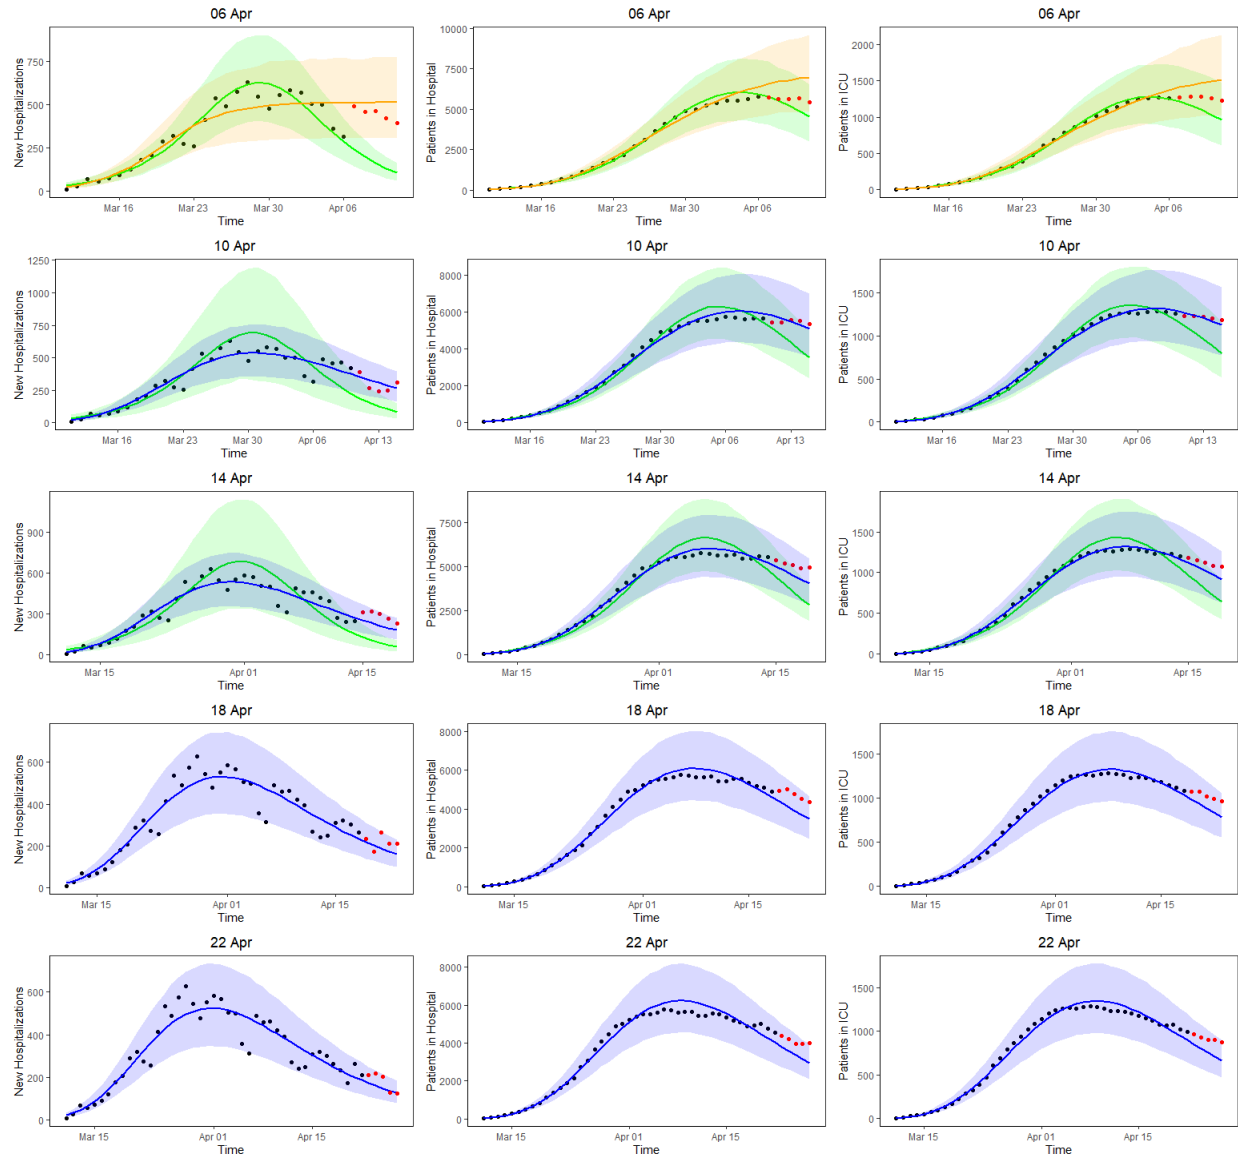 06 Apr
New Hospitalizations
750
500
250
0
Mar 16
Mar 23
Mar 30
Apr 06
Time
06 Apr
Patients in Hospital
10000
7500
5000
2500
0
Mar 16
Mar 23
Mar 30
Apr 06
Time
06 Apr
Patients in ICU
2000
1500
1000
500
0
Mar 16
Mar 23
Mar 30
Apr 06
Time
10 Apr
New Hospitalizations
1250
1000
750
500
250
0
Mar 16
Mar 23
Mar 30
Apr 06
Apr 13
Time
10 Apr
Patients in Hospital
8000
6000
4000
2000
0
Mar 16
Mar 23
Mar 30
Apr 06
Apr 13
Time
10 Apr
Patients in ICU
1500
1000
500
0
Mar 16
Mar 23
Mar 30
Apr 06
Apr 13
Time
14 Apr
New Hospitalizations
900
600
300
0
Mar 15
Apr 01
Apr 15
Time
14 Apr
Patients in Hospital
7500
5000
2500
0
Mar 15
Apr 01
Apr 15
Time
14 Apr
Patients in ICU
1500
1000
500
0
Mar 15
Apr 01
Apr 15
Time
18 Apr
New Hospitalizations
600
400
200
0
Mar 15
Apr 01
Apr 15
Time
18 Apr
Patients in Hospital
8000
6000
4000
2000
0
Mar 15
Apr 01
Apr 15
Time
18 Apr
Patients in ICU
1500
1000
500
0
Mar 15
Apr 01
Apr 15
Time
22 Apr
New Hospitalizations
600
400
200
0
Mar 15
Apr 01
Apr 15
Time
22 Apr
Patients in Hospital
8000
6000
4000
2000
0
Mar 15
Apr 01
Apr 15
Time
22 Apr
Patients in ICU
1500
1000
500
0
Mar 15
Apr 01
Apr 15
Time